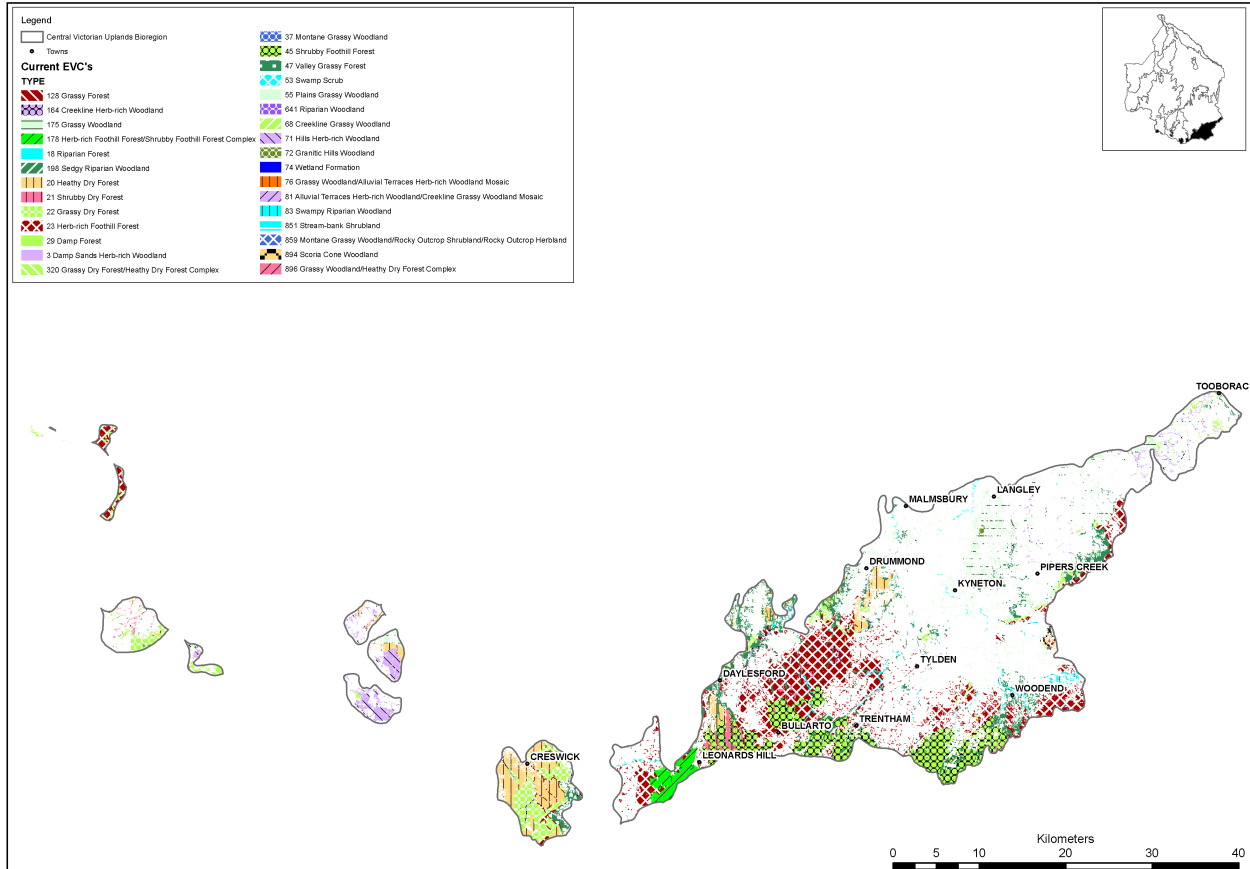 Legend
Central Victorian Uplands Bioregion
Towns
Current EVC's
TYPE
128 Grassy Forest
164 Creekline Herb-rich Woodland
175 Grassy Woodland
178 Herb-rich Foothill Forest/Shrubby Foothill Forest Complex
18 Riparian Forest
198 Sedgy Riparian Woodland
20 Heathy Dry Forest
21 Shrubby Dry Forest
22 Grassy Dry Forest
23 Herb-rich Foothill Forest
29 Damp Forest
3 Damp Sands Herb-rich Woodland
320 Grassy Dry Forest/Heathy Dry Forest Complex
37 Montane Grassy Woodland
45 Shrubby Foothill Forest
47 Valley Grassy Forest
53 Swamp Scrub
55 Plains Grassy Woodland
641 Riparian Woodland
68 Creekline Grassy Woodland
71 Hills Herb-rich Woodland
72 Granitic Hills Woodland
74 Wetland Formation
76 Grassy Woodland/Alluvial Terraces Herb-rich Woodland Mosaic
81 Alluvial Terraces Herb-rich Woodland/Creekline Grassy Woodland Mosaic
83 Swampy Riparian Woodland
851 Stream-bank Shrubland
859 Montane Grassy Woodland/Rocky Outcrop Shrubland/Rocky Outcrop Herbland
894 Scoria Cone Woodland
896 Grassy Woodland/Heathy Dry Forest Complex
TOOBORAC
LANGLEY
MALMSBURY
DRUMMOND
PIPERS CREEK
KYNETON
TYLDEN
DAYLESFORD
WOODEND
TRENTHAM
BULLARTO
LEONARDS HILL
CRESWICK
Kilometers
0 5 10 20 30 40